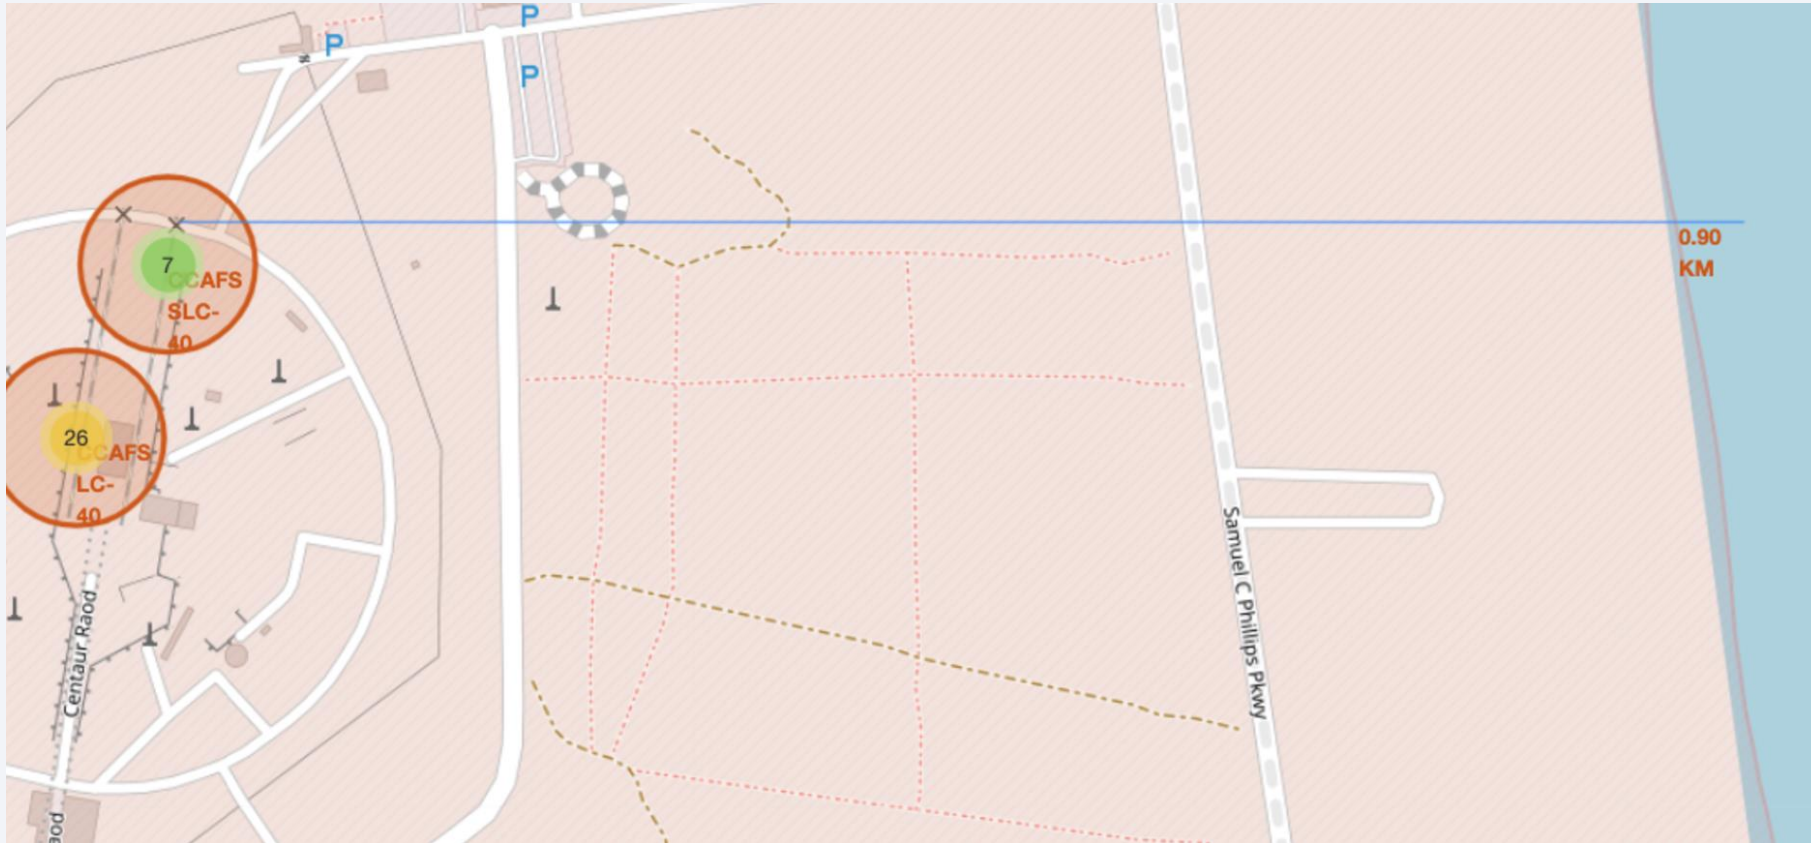 P
P
P
0.90
KM
7
CCAFS
SLC-
40
26
CCAFS
LC-
40
Centaur Raod
Samuel C Phillips Pkwy
aod